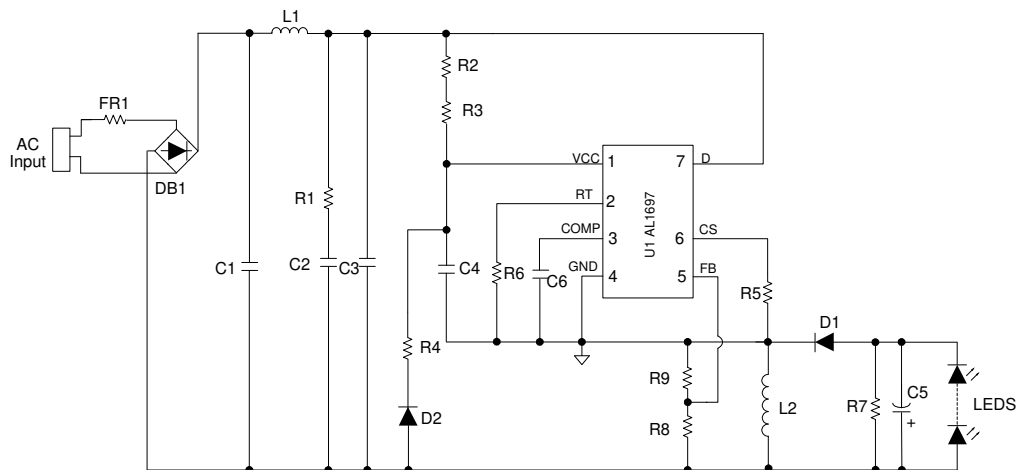 L1
R2
FR1
R3
AC
Input
DB1
VCC
1
7
D
RT
2
R1
COMP
3
U1 AL1697
6
CS
C1
C2
C3
C4
R6
C6
GND
4
5
FB
R5
D1
R4
R9
R7
C5
+
LEDS
D2
R8
L2